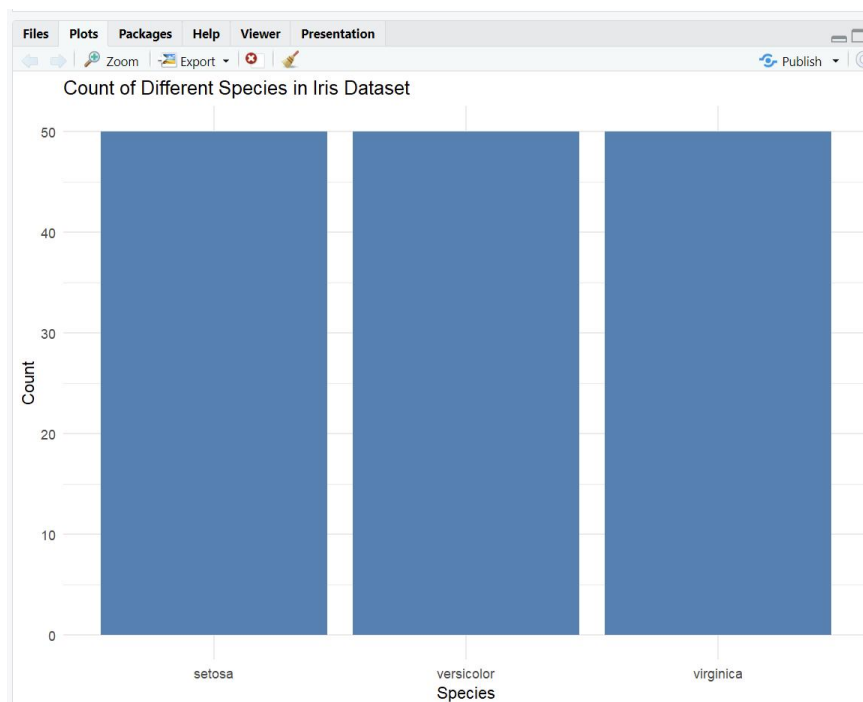 Files Plots Packages Help Viewer Presentation
Zoom Export Publish
Count of Different Species in Iris Dataset
50
40
30
20
10
0
Count
setosa versicolor virginica
Species